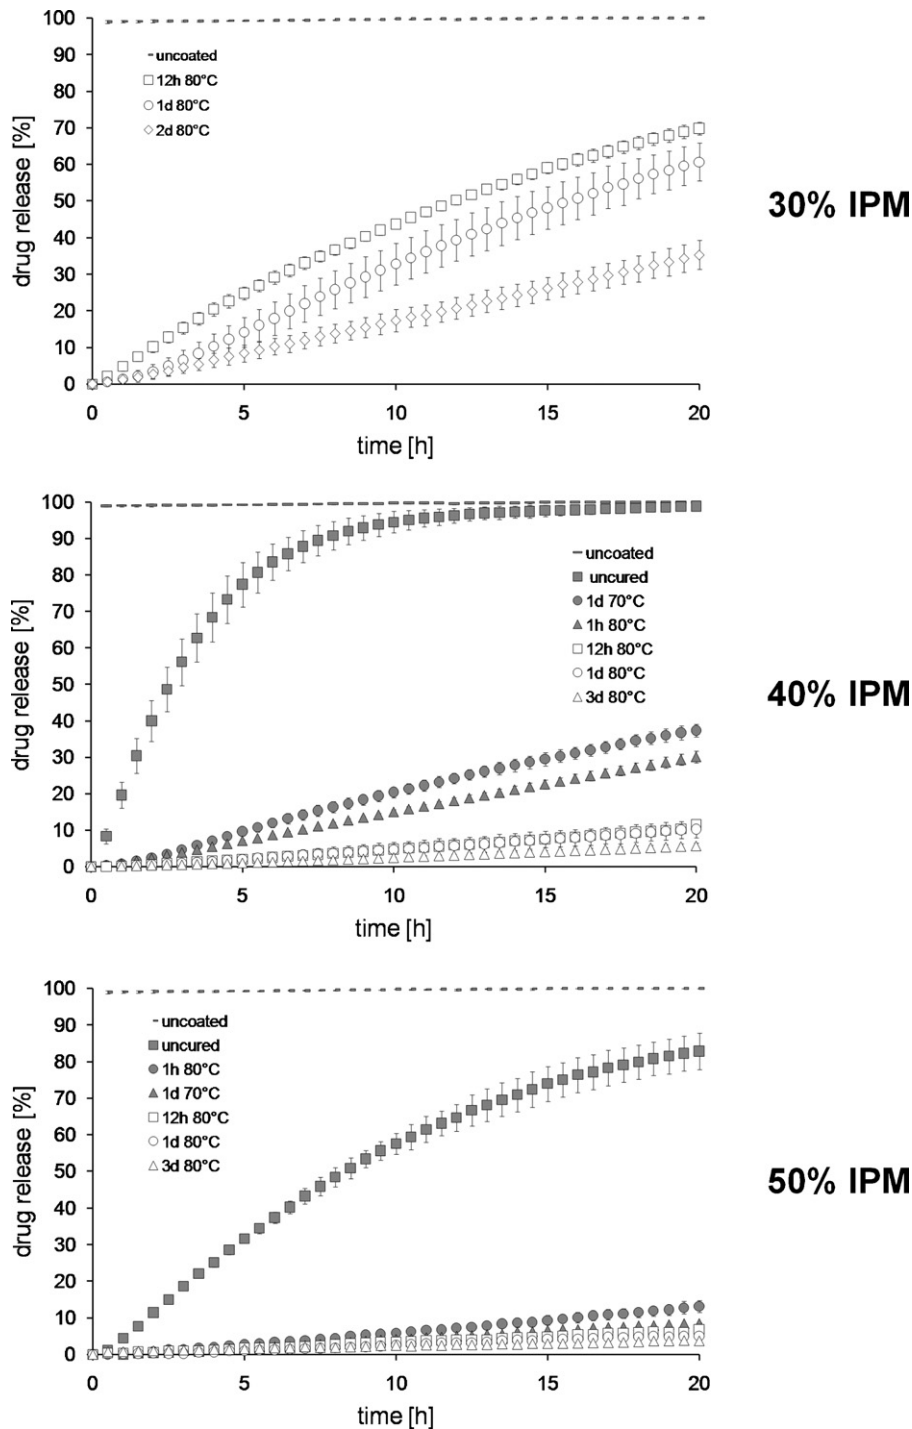 100
90
80
70
60
50
40
30
20
10
0
drug release [%]
uncoated
12h 80°C
1d 80°C
2d 80°C
0 5 10 15 20
time [h]
30% IPM
100
90
80
70
60
50
40
30
20
10
0
drug release [%]
uncoated
uncured
1d 70°C
1h 80°C
12h 80°C
1d 80°C
3d 80°C
0 5 10 15 20
time [h]
40% IPM
100
90
80
70
60
50
40
30
20
10
0
drug release [%]
uncoated
uncured
1h 80°C
1d 70°C
12h 80°C
1d 80°C
3d 80°C
0 5 10 15 20
time [h]
50% IPM